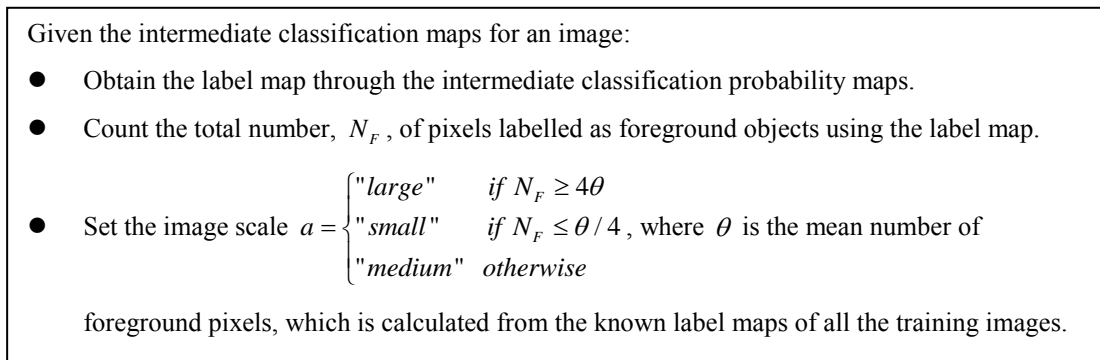 Given the intermediate classification maps for an image:
● Obtain the label map through the intermediate classification probability maps.
● Count the total number, N_F , of pixels labelled as foreground objects using the label map.
"large" if N_F ≥ 4θ
● Set the image scale a = { "small" if N_F ≤ θ / 4 , where θ is the mean number of
"medium" otherwise
foreground pixels, which is calculated from the known label maps of all the training images.